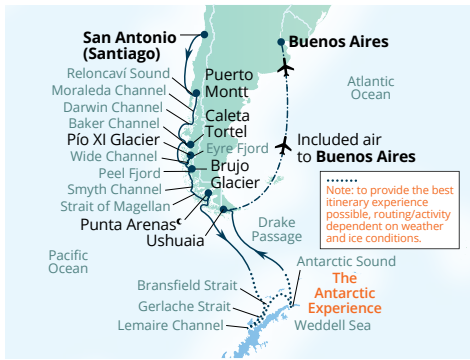 San Antonio
(Santiago)
Buenos Aires
Reloncaví Sound
Moraleda Channel
Darwin Channel
Baker Channel
Pío XI Glacier
Wide Channel
Peel Fjord
Smyth Channel
Strait of Magellan
Punta Arenas☾
Ushuaia
Puerto
Montt
Caleta
Tortel
Eyre Fjord
Brujo
Glacier
Atlantic
Ocean
Included air
to Buenos Aires
Note: to provide the best
itinerary experience
possible, routing/activity
dependent on weather
and ice conditions.
Drake
Passage
Pacific
Ocean
Antarctic Sound
The
Antarctic
Experience
Bransfield Strait
Gerlache Strait
Lemaire Channel
Weddell Sea